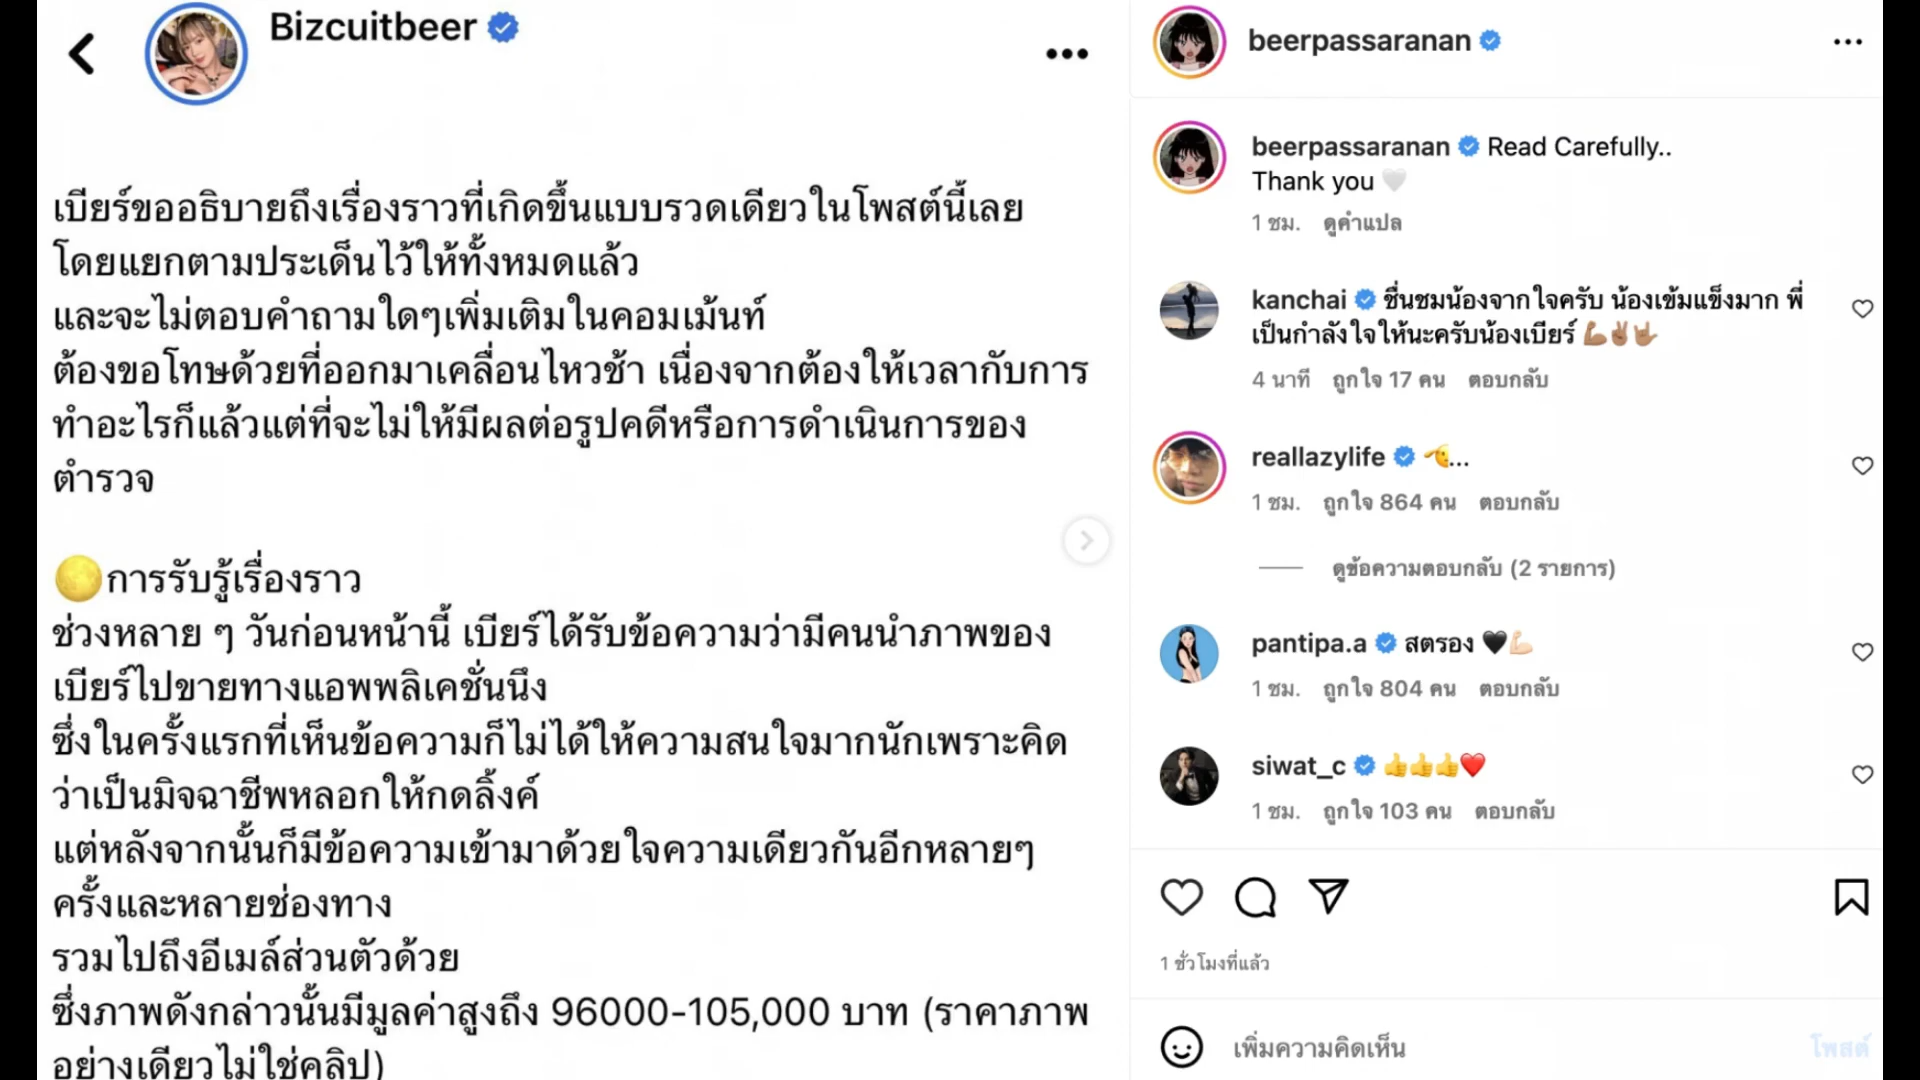 Bizcuitbeer
เบียร์ขออธิบายถึงเรื่องราวที่เกิดขึ้นแบบรวดเดียวในโพสต์นี้เลย
โดยแยกตามประเด็นไว้ให้ทั้งหมดแล้ว
และจะไม่ตอบคำถามใดๆเพิ่มเติมในคอมเม้นท์
ต้องขอโทษด้วยที่ออกมาเคลื่อนไหวช้า เนื่องจากต้องให้เวลากับการ
ทำอะไรก็แล้วแต่ที่จะไม่ให้มีผลต่อรูปคดีหรือการดำเนินการของ
ตำรวจ
🌕การรับรู้เรื่องราว
ช่วงหลาย ๆ วันก่อนหน้านี้ เบียร์ได้รับข้อความว่ามีคนนำภาพของ
เบียร์ไปขายทางแอพพลิเคชั่นนึง
ซึ่งในครั้งแรกที่เห็นข้อความก็ไม่ได้ให้ความสนใจมากนักเพราะคิด
ว่าเป็นมิจฉาชีพหลอกให้กดลิ้งค์
แต่หลังจากนั้นก็มีข้อความเข้ามาด้วยใจความเดียวกันอีกหลายๆ
ครั้งและหลายช่องทาง
รวมไปถึงอีเมล์ส่วนตัวด้วย
ซึ่งภาพดังกล่าวนั้นมีมูลค่าสูงถึง 96000-105,000 บาท (ราคาภาพ
อย่างเดียวไม่ใช่คลิป)
beerpassaranan
beerpassaranan Read Carefully..
Thank you 🤍
1 ชม. ดูคำแปล
kanchai ชื่นชมน้องจากใจครับ น้องเข้มแข็งมาก พี่
เป็นกำลังใจให้นะครับน้องเบียร์ 💪🏽✌🏽🤟🏽
4 นาที ถูกใจ 17 คน ตอบกลับ
reallazylife 🫡...
1 ชม. ถูกใจ 864 คน ตอบกลับ
ดูข้อความตอบกลับ (2 รายการ)
pantipa.a สตรอง 🖤💪🏻
1 ชม. ถูกใจ 804 คน ตอบกลับ
siwat_c 👍👍👍❤️
1 ชม. ถูกใจ 103 คน ตอบกลับ
1 ชั่วโมงที่แล้ว
เพิ่มความคิดเห็น
โพสต์